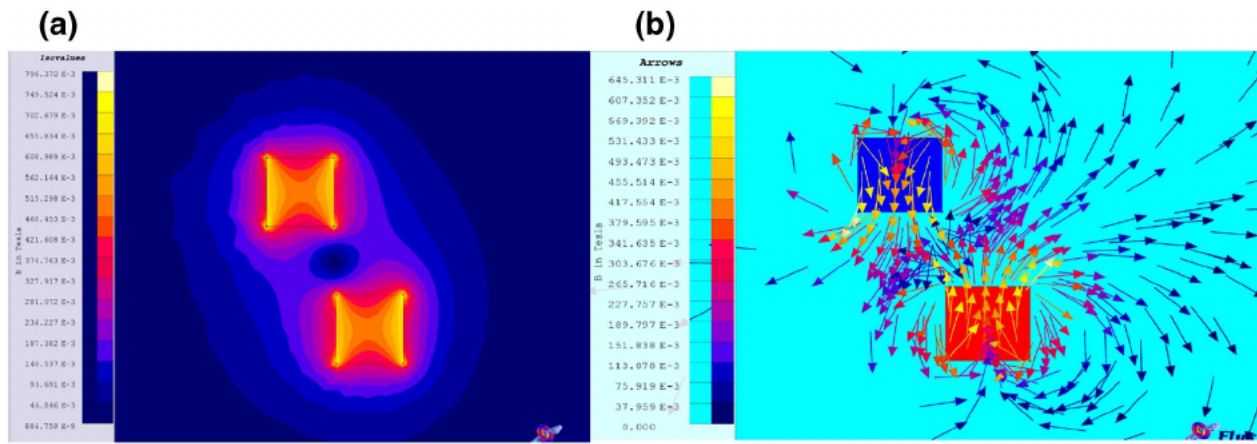 (a)
(b)
Isovalues
796.370 E-3
749.524 E-3
702.679 E-3
655.834 E-3
608.989 E-3
562.144 E-3
515.298 E-3
468.453 E-3
421.608 E-3
374.763 E-3
327.917 E-3
281.072 E-3
234.227 E-3
187.382 E-3
140.537 E-3
93.691 E-3
46.846 E-3
884.759 E-9
B in Tesla
Arrows
645.311 E-3
607.352 E-3
569.392 E-3
531.433 E-3
493.473 E-3
455.514 E-3
417.554 E-3
379.595 E-3
341.635 E-3
303.676 E-3
265.716 E-3
227.757 E-3
189.797 E-3
151.838 E-3
113.878 E-3
75.919 E-3
37.959 E-3
0.000
B in Tesla